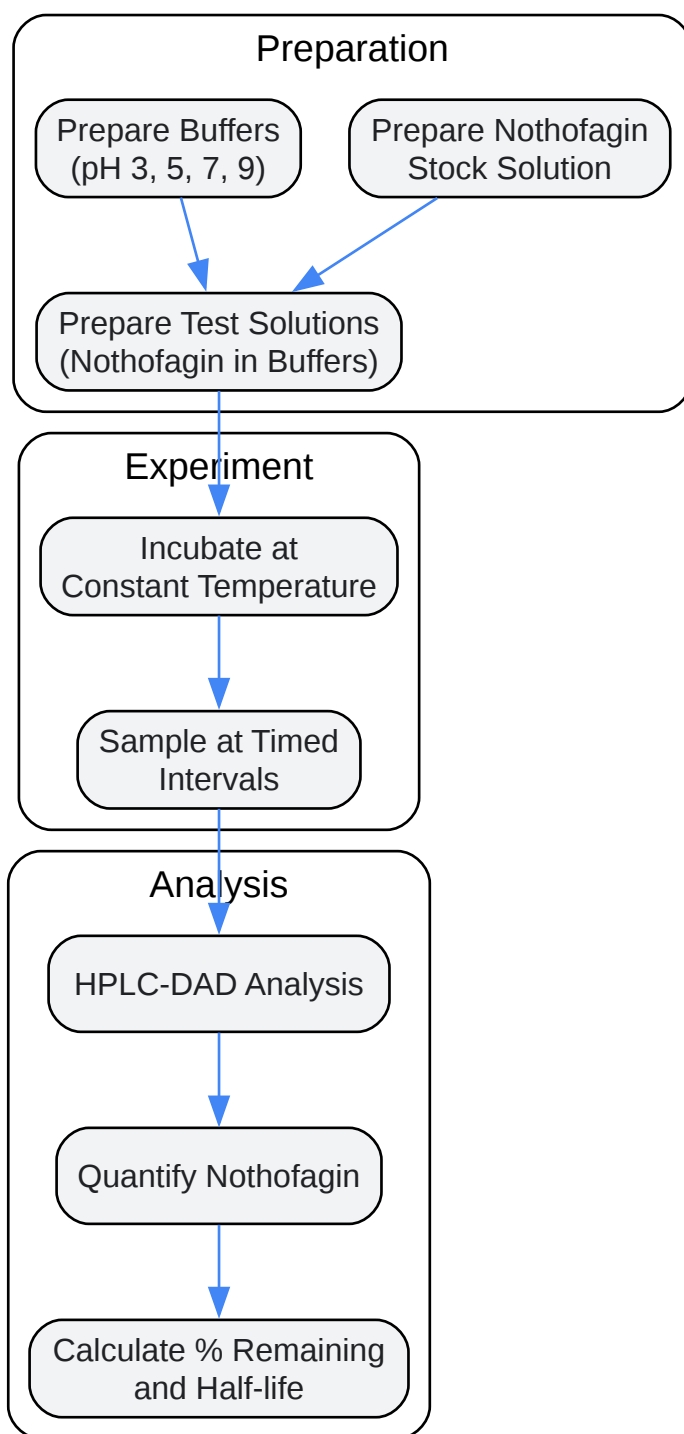 Preparation
Prepare Buffers
(pH 3, 5, 7, 9)
Prepare Nothofagin
Stock Solution
Prepare Test Solutions
(Nothofagin in Buffers)
Experiment
Incubate at
Constant Temperature
Sample at Timed
Intervals
Analysis
HPLC-DAD Analysis
Quantify Nothofagin
Calculate % Remaining
and Half-life